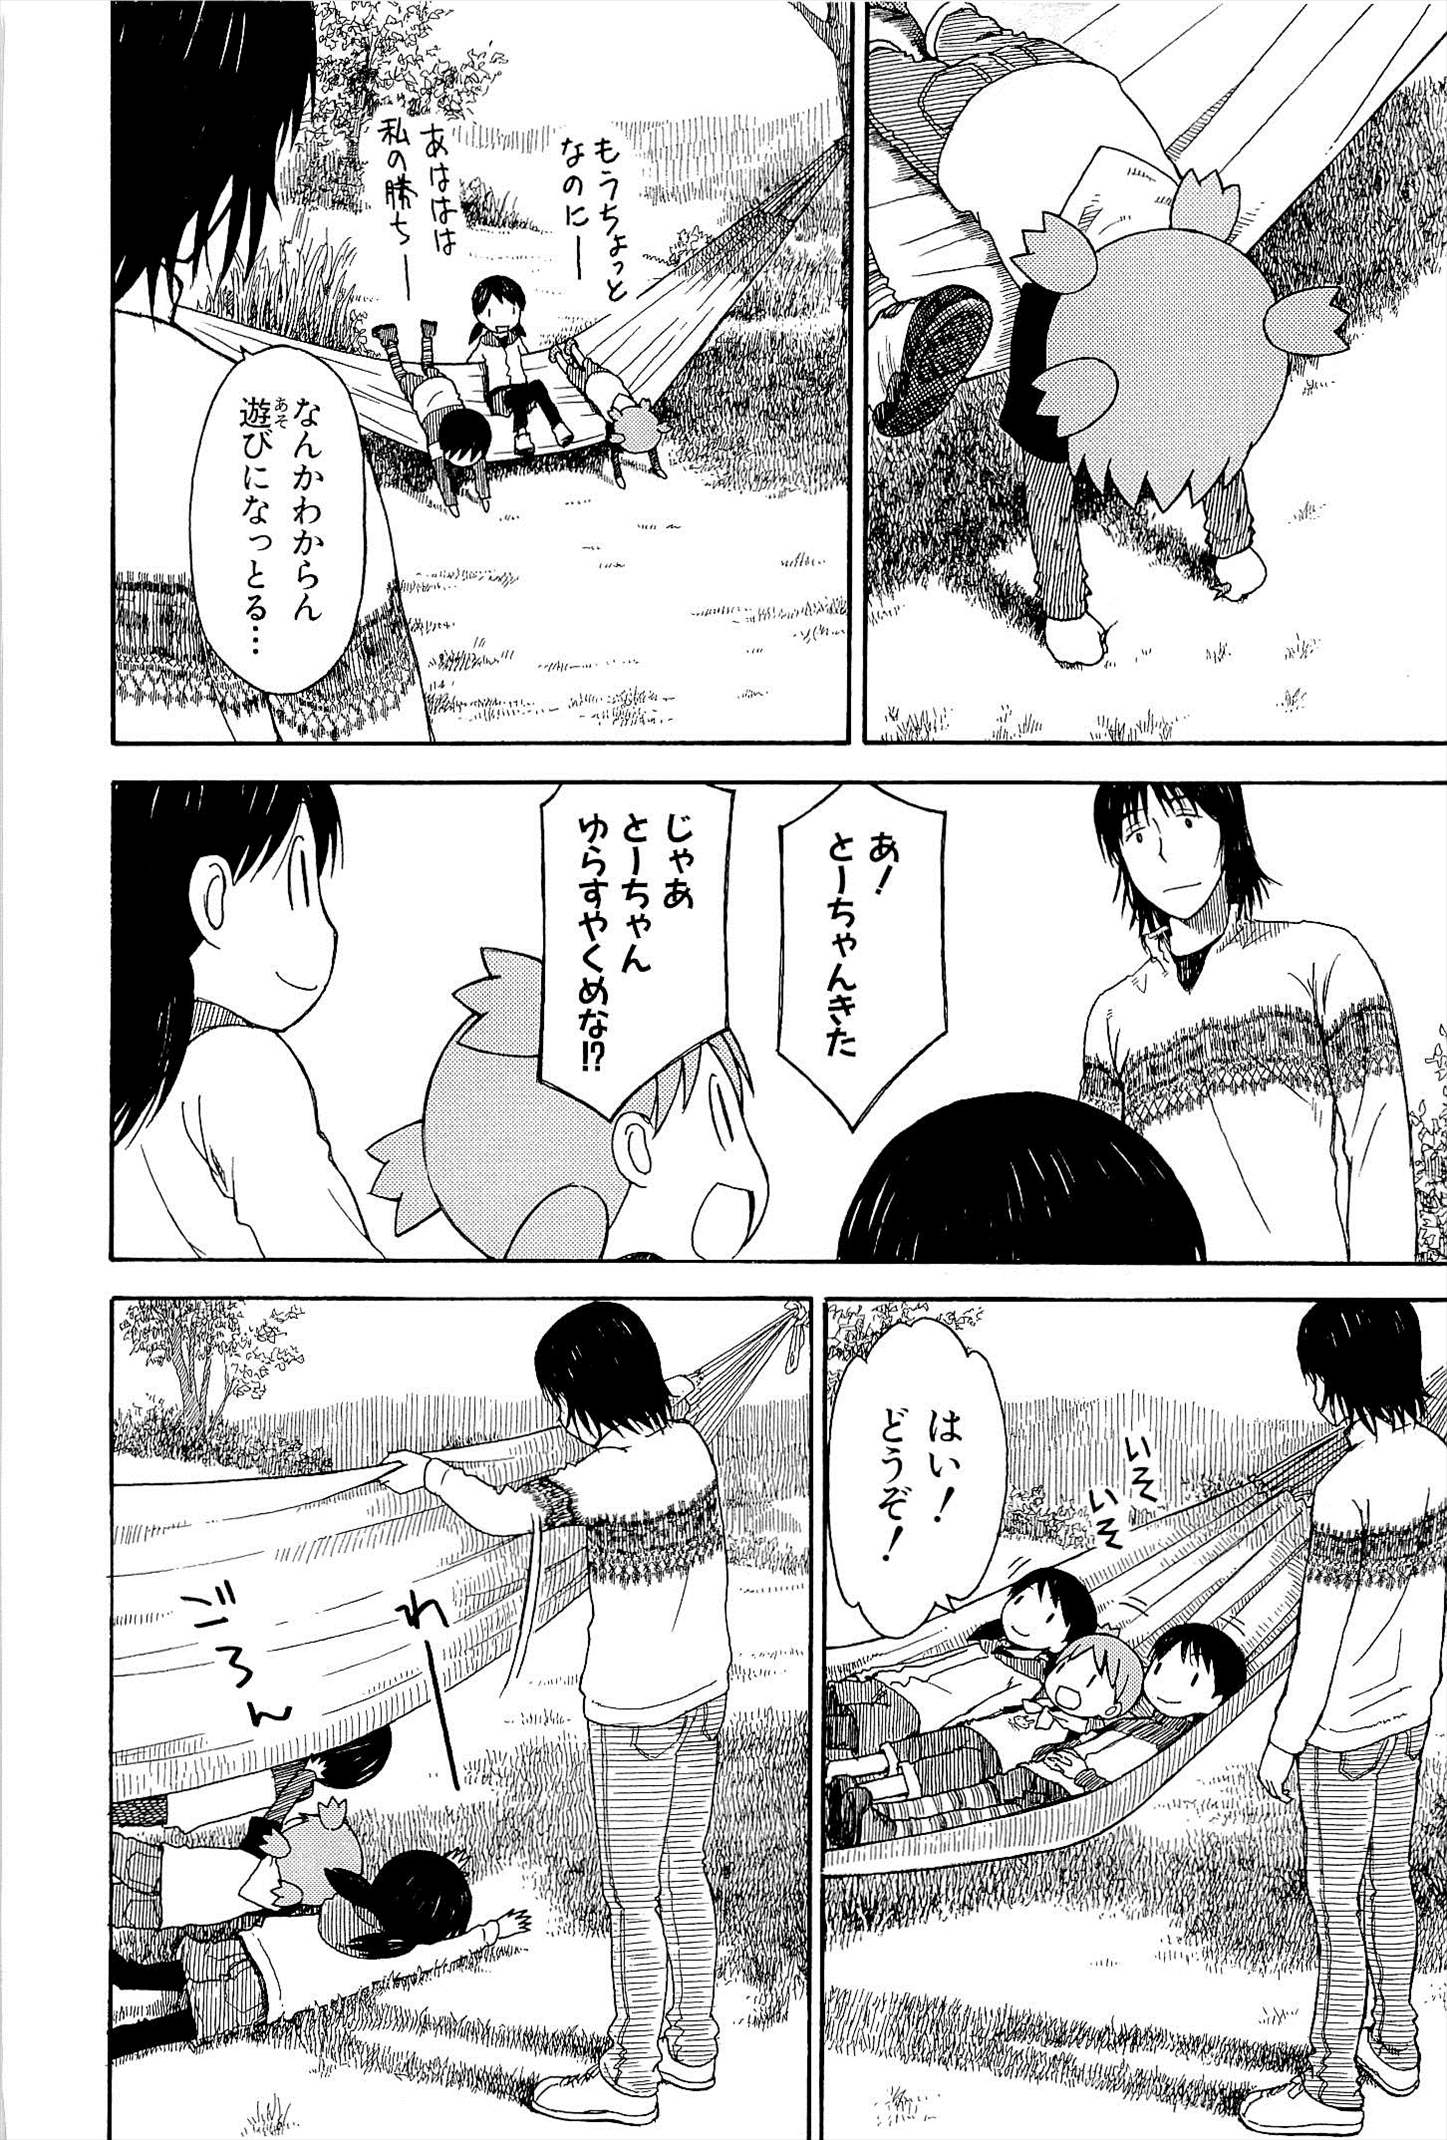 もうちょっと
なのにー
あははは
私の勝ちー
なんかわからん
遊びになっとる…
あそ
あ!
とーちゃんきた
じゃあ
とーちゃん
ゆらすやくめな!?
はい!
どうぞ!
いそ
いそ
れー
ごろん